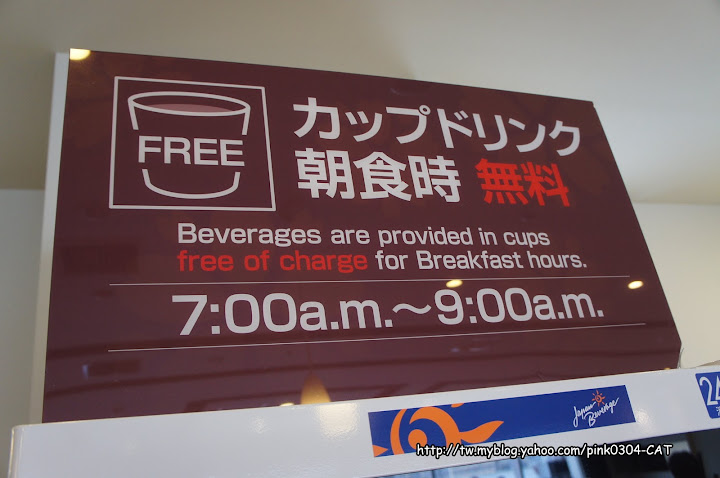 FREE
カップドリンク
朝食時 無料
Beverages are provided in cups
free of charge for Breakfast hours.
7:00a.m.～9:00a.m.
Japan
Beverage
24
http://tw.myblog.yahoo.com/pink0304-CAT